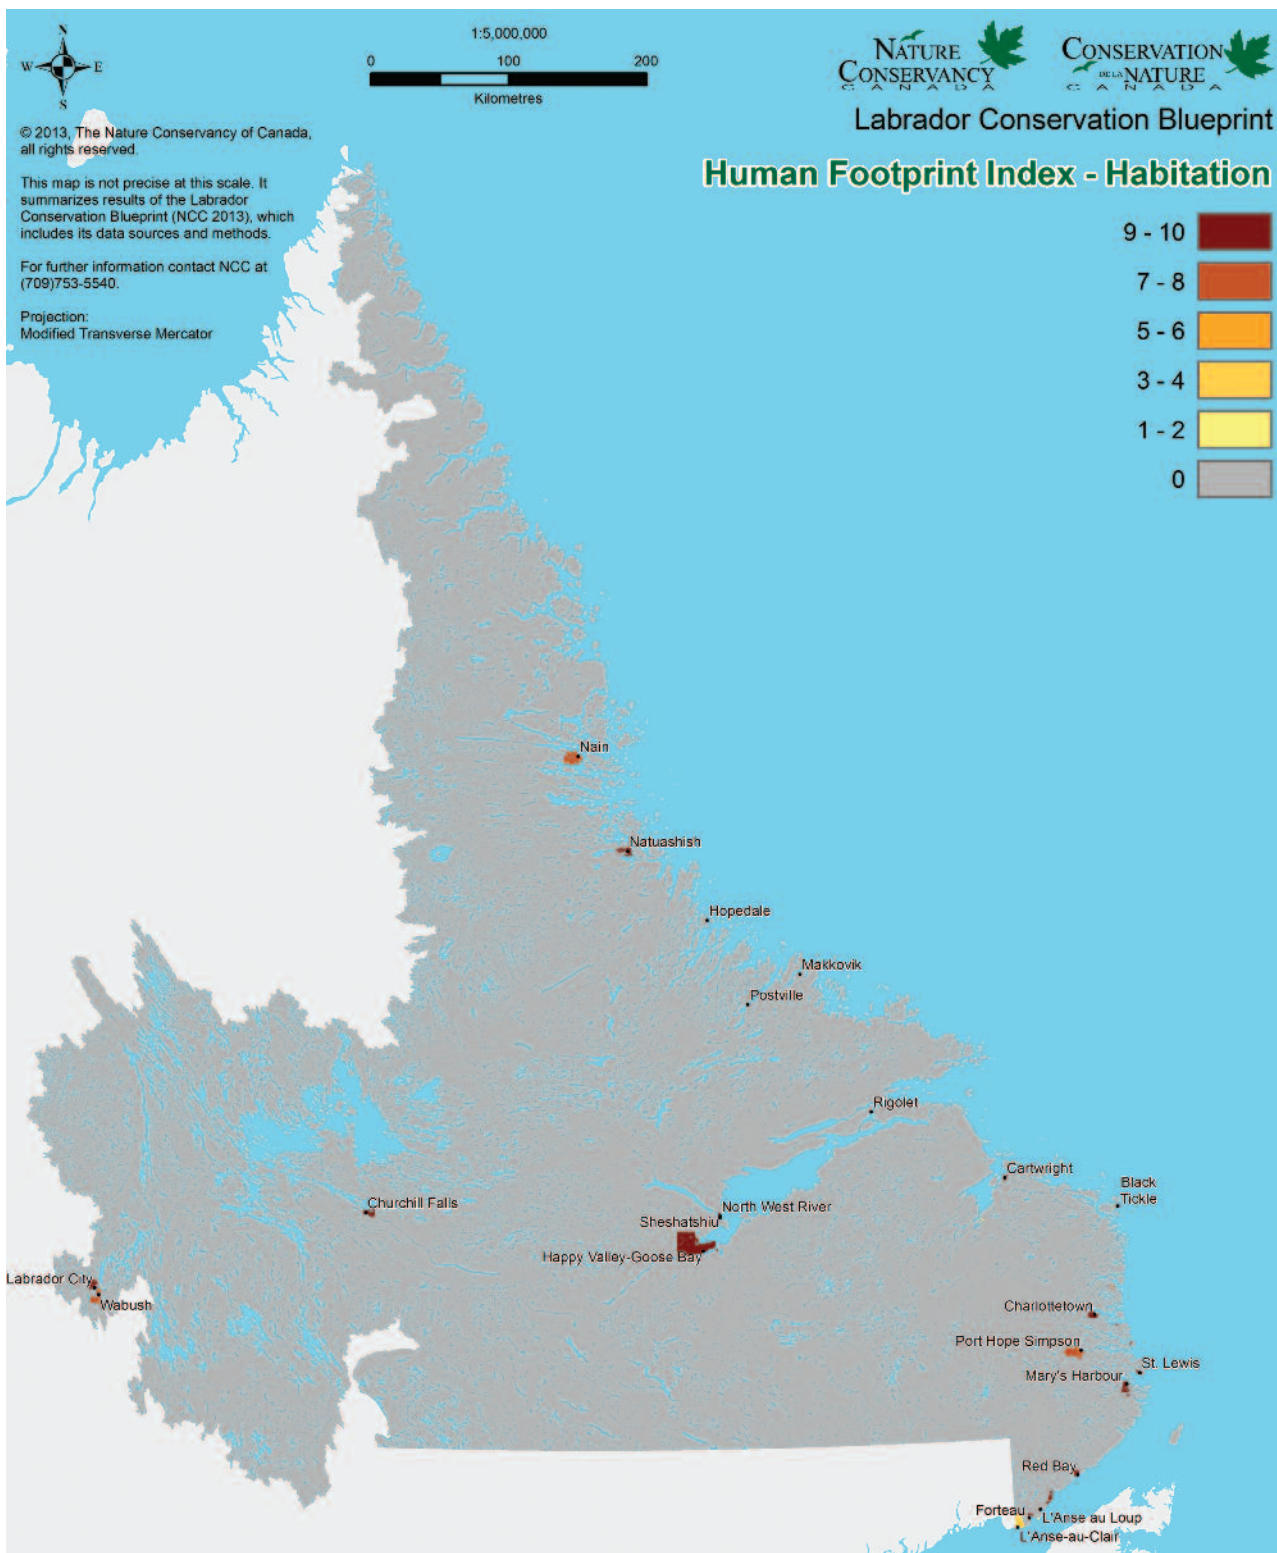 N
W E
S
1:5,000,000
0 100 200
Kilometres
NATURE
CONSERVANCY
CANADA
CONSERVATION
DE LA NATURE
CANADA
© 2013, The Nature Conservancy of Canada,
all rights reserved.
This map is not precise at this scale. It
summarizes results of the Labrador
Conservation Blueprint (NCC 2013), which
includes its data sources and methods.
For further information contact NCC at
(709)753-5540.
Projection:
Modified Transverse Mercator
Labrador Conservation Blueprint
Human Footprint Index - Habitation
9 - 10
7 - 8
5 - 6
3 - 4
1 - 2
0
Nain
Natuashish
Hopedale
Makkovik
Postville
Rigolet
Cartwright
Black
Tickle
Churchill Falls
North West River
Sheshatshiu
Happy Valley-Goose Bay
Labrador City
Wabush
Charlottetown
Port Hope Simpson
St. Lewis
Mary's Harbour
Red Bay
Forteau
L'Anse au Loup
L'Anse-au-Clair